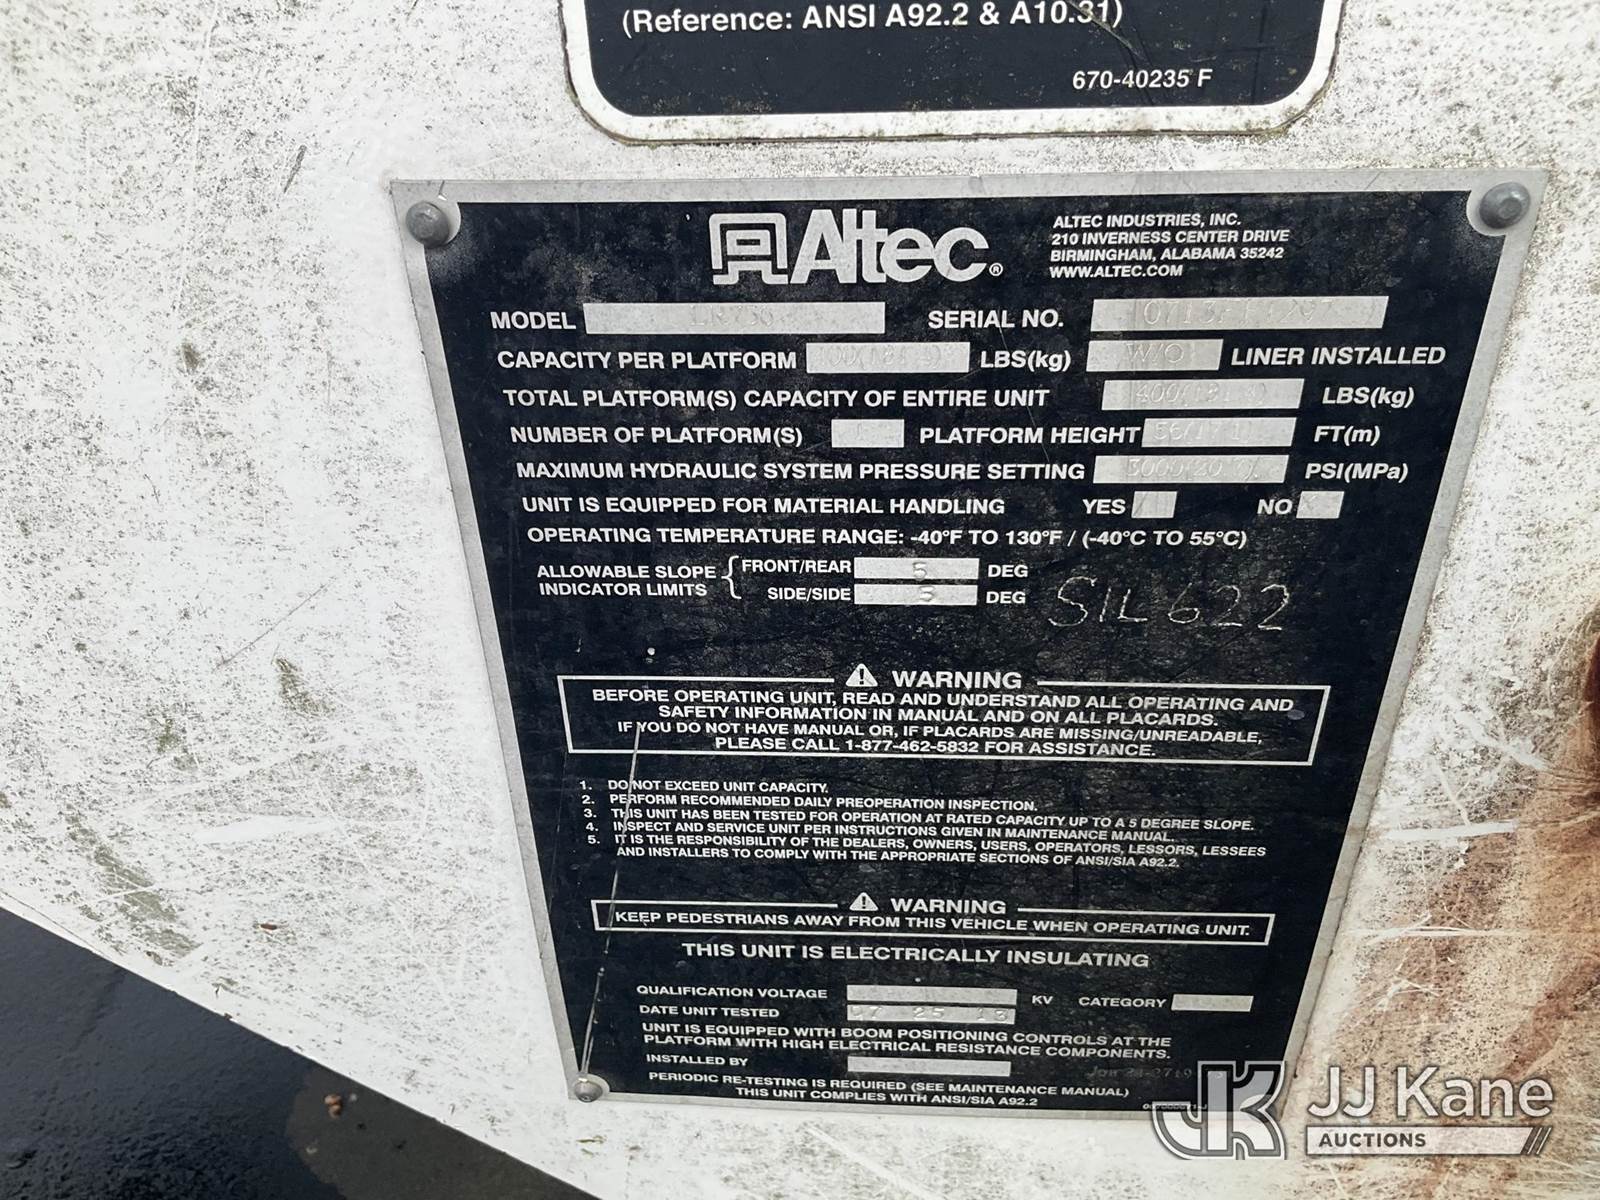 (Reference: ANSI A92.2 & A10.31)
670-40235 F
Altec®
ALTEC INDUSTRIES, INC.
210 INVERNESS CENTER DRIVE
BIRMINGHAM, ALABAMA 35242
WWW.ALTEC.COM
MODEL SERIAL NO.
CAPACITY PER PLATFORM LBS(kg) W/O LINER INSTALLED
TOTAL PLATFORM(S) CAPACITY OF ENTIRE UNIT LBS(kg)
NUMBER OF PLATFORM(S) PLATFORM HEIGHT FT(m)
MAXIMUM HYDRAULIC SYSTEM PRESSURE SETTING PSI(MPa)
UNIT IS EQUIPPED FOR MATERIAL HANDLING YES NO
OPERATING TEMPERATURE RANGE: -40°F TO 130°F / (-40°C TO 55°C)
ALLOWABLE SLOPE INDICATOR LIMITS { FRONT/REAR 5 DEG
SIDE/SIDE 5 DEG
SIL 622
WARNING
BEFORE OPERATING UNIT, READ AND UNDERSTAND ALL OPERATING AND
SAFETY INFORMATION IN MANUAL AND ON ALL PLACARDS.
IF YOU DO NOT HAVE MANUAL OR, IF PLACARDS ARE MISSING/UNREADABLE,
PLEASE CALL 1-877-462-5832 FOR ASSISTANCE.
1. DO NOT EXCEED UNIT CAPACITY.
2. PERFORM RECOMMENDED DAILY PREOPERATION INSPECTION.
3. THIS UNIT HAS BEEN TESTED FOR OPERATION AT RATED CAPACITY UP TO A 5 DEGREE SLOPE.
4. INSPECT AND SERVICE UNIT PER INSTRUCTIONS GIVEN IN MAINTENANCE MANUAL.
5. IT IS THE RESPONSIBILITY OF THE DEALERS, OWNERS, USERS, OPERATORS, LESSORS, LESSEES
AND INSTALLERS TO COMPLY WITH THE APPROPRIATE SECTIONS OF ANSI/SIA A92.2.
WARNING
KEEP PEDESTRIANS AWAY FROM THIS VEHICLE WHEN OPERATING UNIT.
THIS UNIT IS ELECTRICALLY INSULATING
QUALIFICATION VOLTAGE KV CATEGORY
DATE UNIT TESTED 07 25 13
UNIT IS EQUIPPED WITH BOOM POSITIONING CONTROLS AT THE
PLATFORM WITH HIGH ELECTRICAL RESISTANCE COMPONENTS.
INSTALLED BY
PERIODIC RE-TESTING IS REQUIRED (SEE MAINTENANCE MANUAL)
THIS UNIT COMPLIES WITH ANSI/SIA A92.2
JK JJ Kane
AUCTIONS